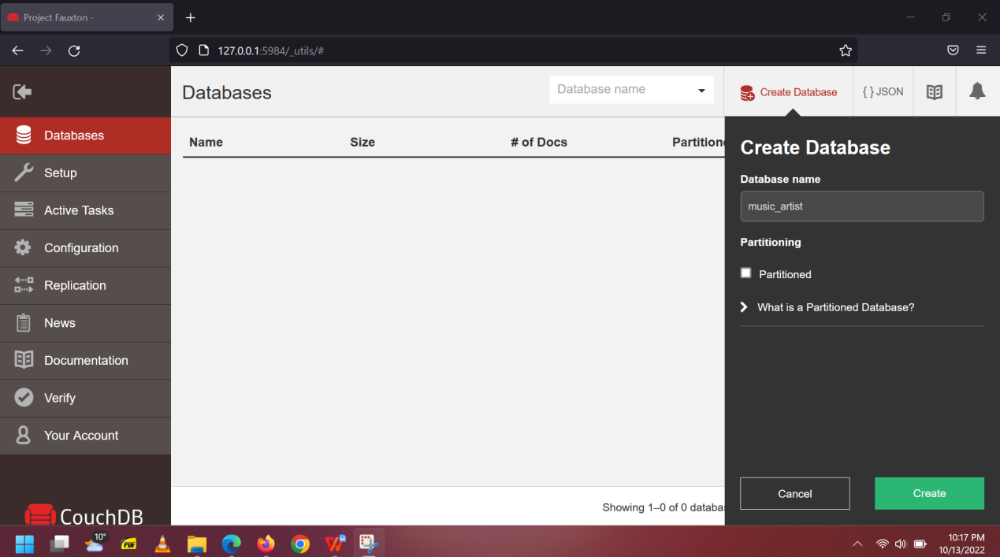 Project Fauxton -
127.0.0.1:5984/_utils/#
Databases
Database name
Create Database
{ } JSON
Databases
Setup
Active Tasks
Configuration
Replication
News
Documentation
Verify
Your Account
CouchDB
Name Size # of Docs Partitione
Showing 1–0 of 0 databas
Create Database
Database name
music_artist
Partitioning
Partitioned
What is a Partitioned Database?
Cancel
Create
10°
PDF
10:17 PM
10/13/2022